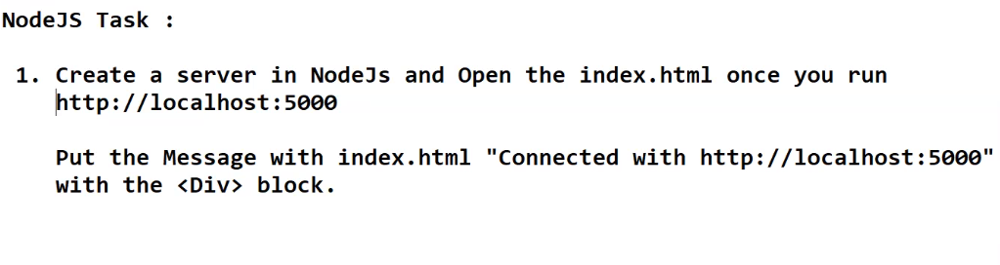 NodeJS Task :
1. Create a server in NodeJs and Open the index.html once you run
http://localhost:5000
Put the Message with index.html "Connected with http://localhost:5000"
with the <Div> block.